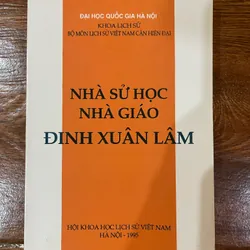 ĐẠI HỌC QUỐC GIA HÀ NỘI
KHOA LỊCH SỬ
BỘ MÔN LỊCH SỬ VIỆT NAM CẬN HIỆN ĐẠI
NHÀ SỬ HỌC
NHÀ GIÁO
ĐINH XUÂN LÂM
HỘI KHOA HỌC LỊCH SỬ VIỆT NAM
HÀ NỘI - 1995